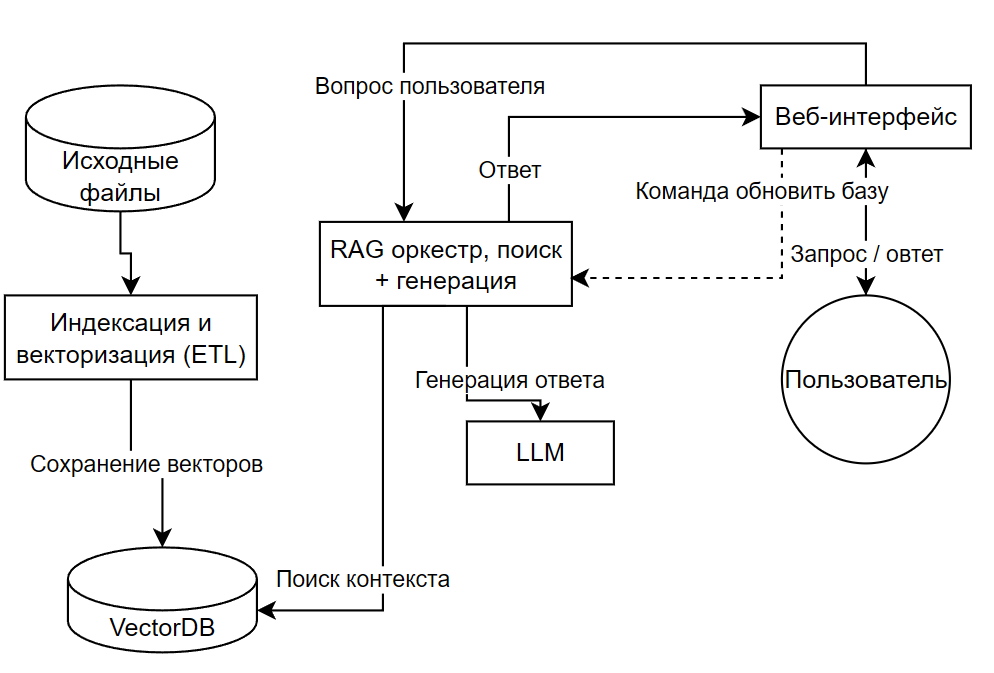 Вопрос пользователя
Веб-интерфейс
Исходные
файлы
Ответ
Команда обновить базу
RAG оркестр, поиск
+ генерация
Запрос / овтет
Индексация и
векторизация (ETL)
Генерация ответа
Пользователь
LLM
Сохранение векторов
Поиск контекста
VectorDB